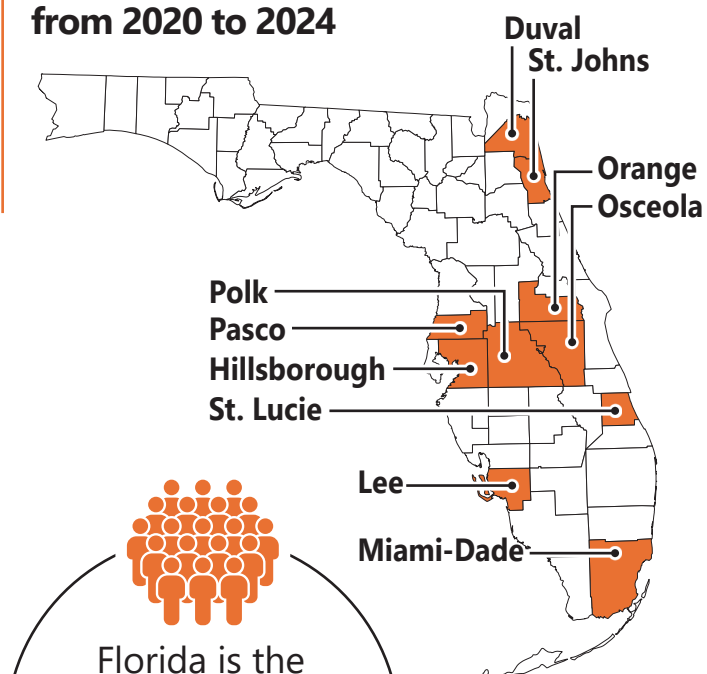 from 2020 to 2024
Duval
St. Johns
Orange
Osceola
Polk
Pasco
Hillsborough
St. Lucie
Lee
Miami-Dade
Florida is the